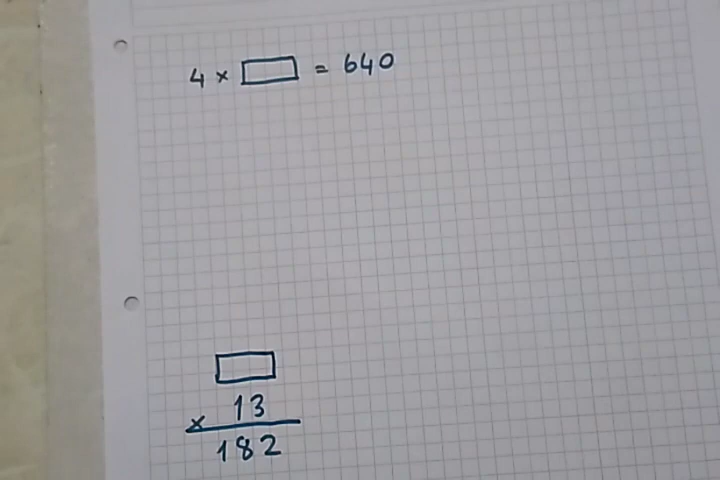 4 × ▭ = 640
▭
× 13
182